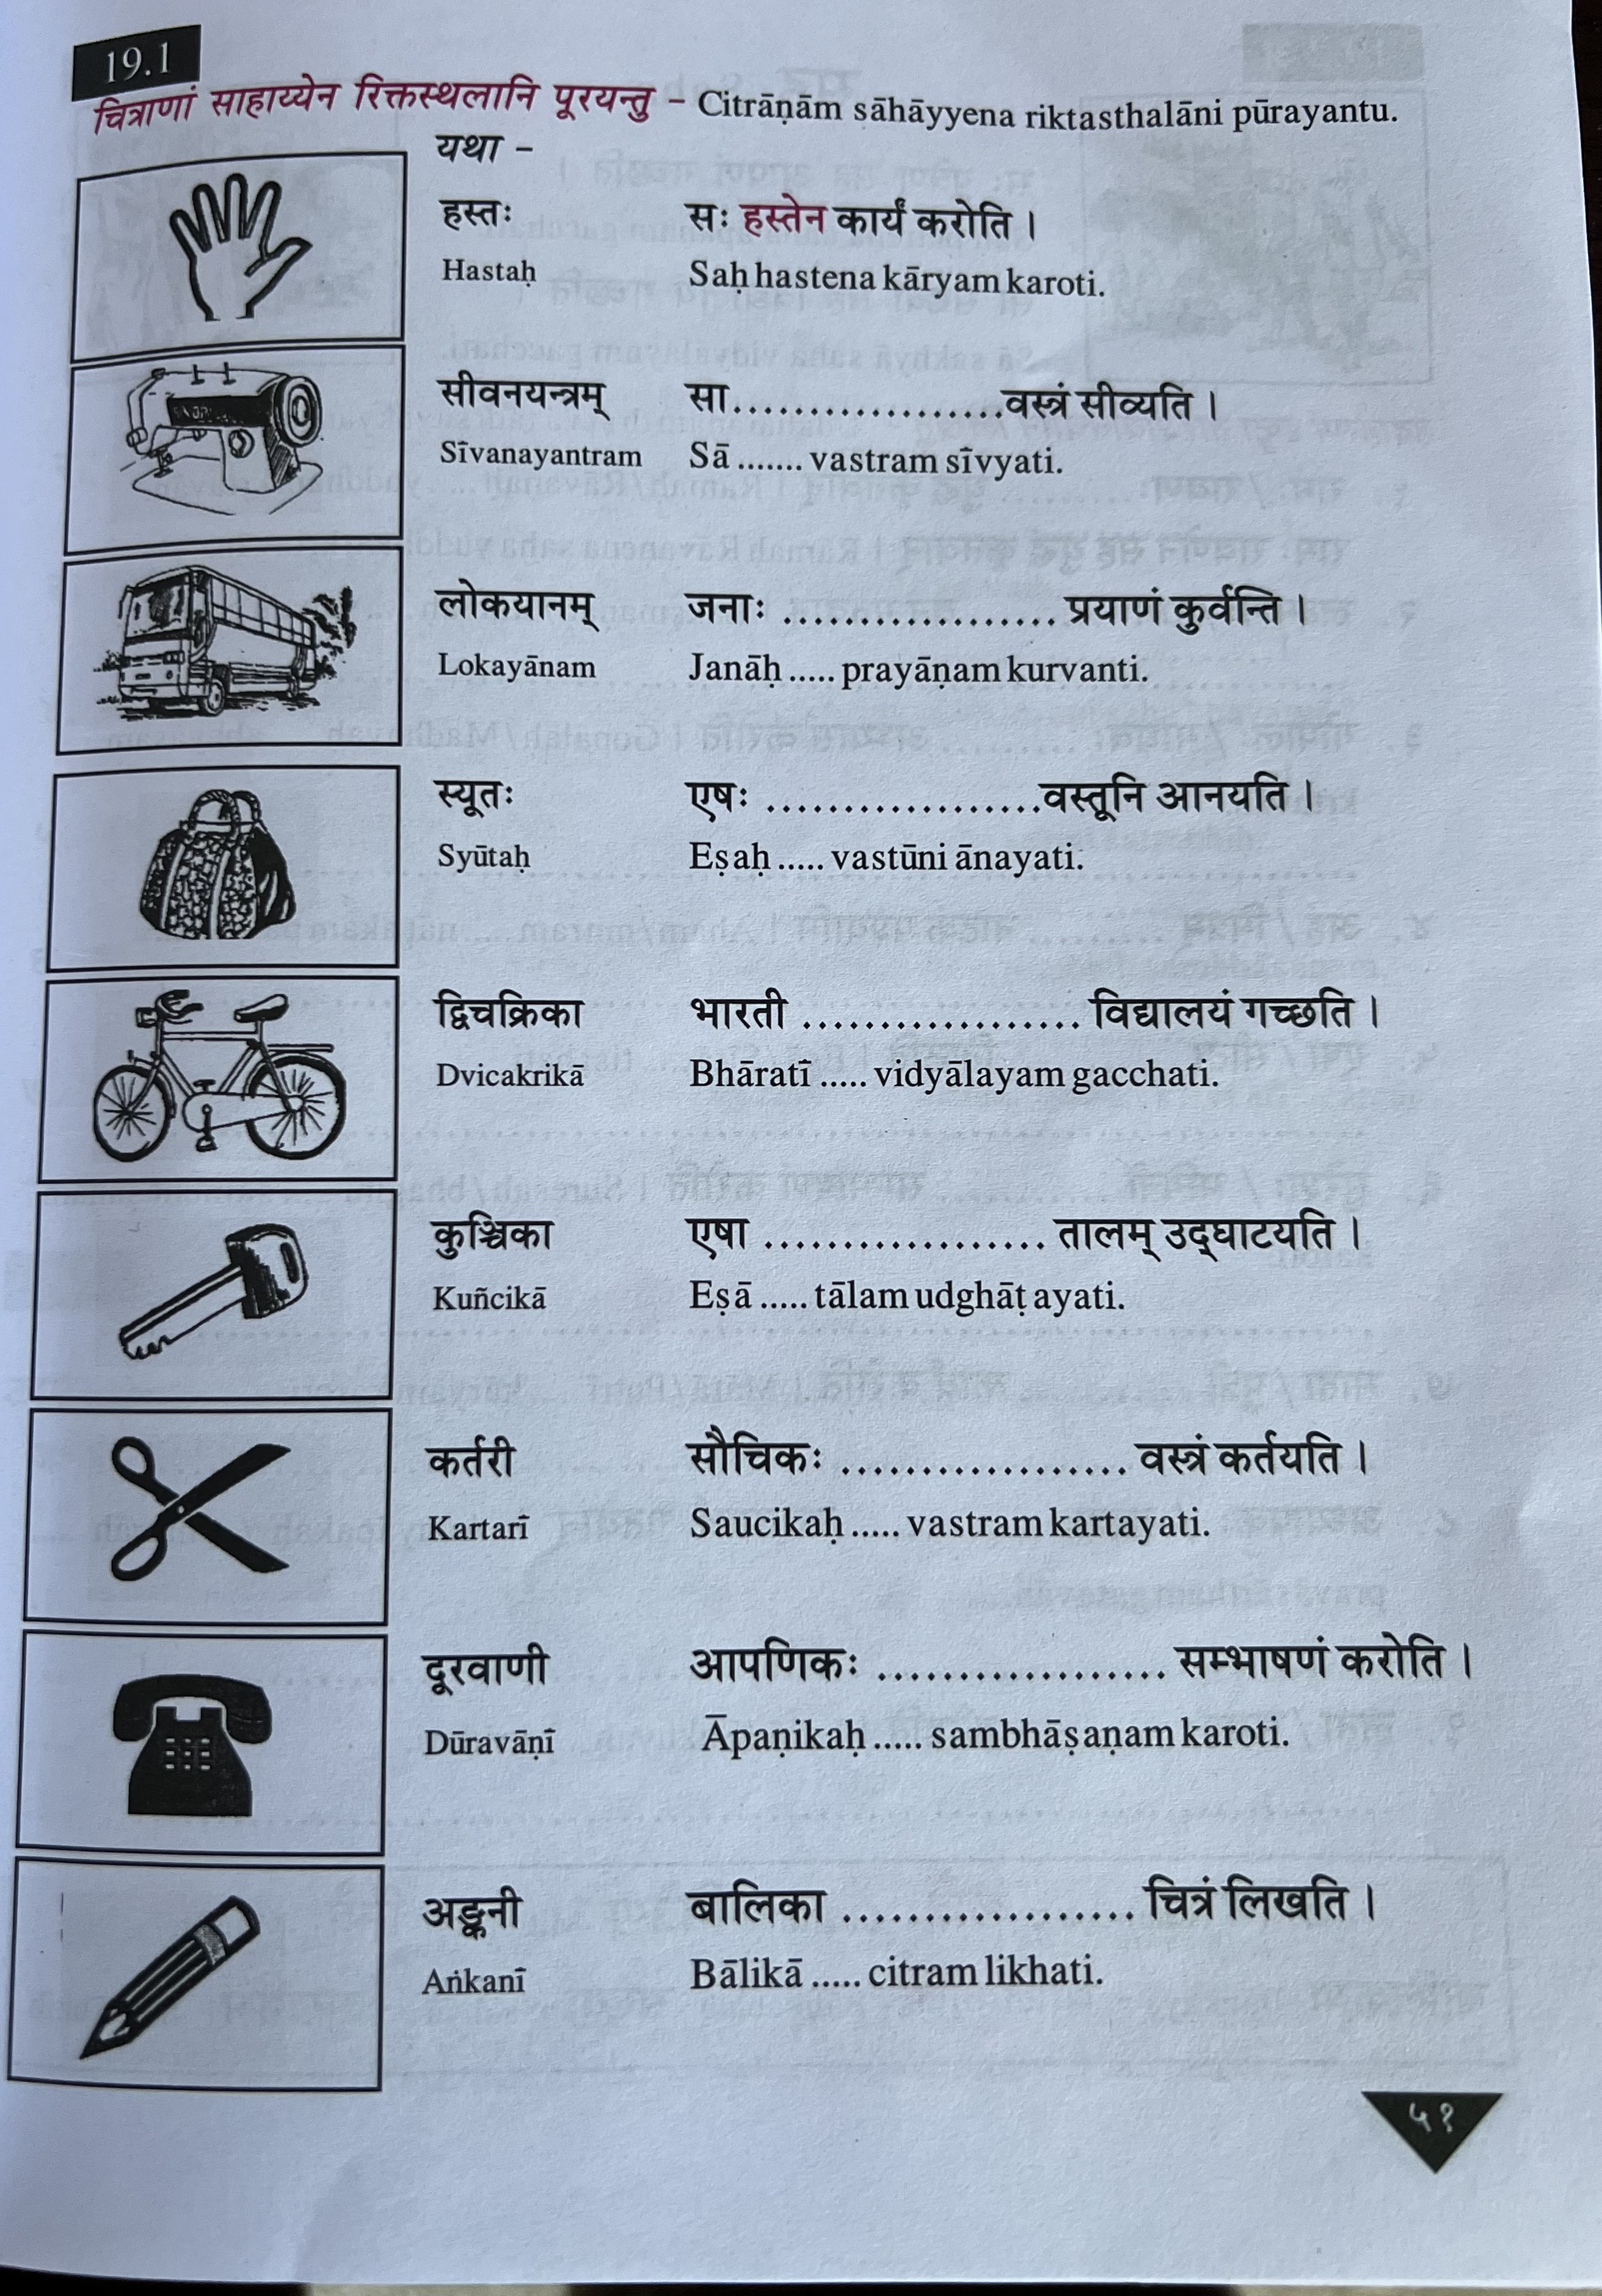 19.1
चित्राणां साहाय्येन रिक्तस्थलानि पूरयन्तु – Citrāṇām sāhāyyena riktasthalāni pūrayantu.
यथा –
हस्तः सः हस्तेन कार्यं करोति ।
Hastaḥ Saḥ hastena kāryam karoti.
सीवनयन्त्रम् सा...................वस्त्रं सीव्यति ।
Sīvanayantram Sā ....... vastram sīvyati.
लोकयानम् जनाः .................. प्रयाणं कुर्वन्ति ।
Lokayānam Janāḥ ..... prayāṇam kurvanti.
स्यूतः एषः ..................वस्तूनि आनयति ।
Syūtaḥ Eṣaḥ ..... vastūni ānayati.
द्विचक्रिका भारती .................. विद्यालयं गच्छति ।
Dvicakrikā Bhāratī ..... vidyālayam gacchati.
कुञ्चिका एषा .................. तालम् उद्घाटयति ।
Kuñcikā Eṣā ..... tālam udghāṭ ayati.
कर्तरी सौचिकः .................. वस्त्रं कर्तयति ।
Kartarī Saucikaḥ ..... vastram kartayati.
दूरवाणी आपणिकः .................. सम्भाषणं करोति ।
Dūravāṇī Āpaṇikaḥ ..... sambhāṣaṇam karoti.
अङ्कनी बालिका .................. चित्रं लिखति ।
Aṅkanī Bālikā ..... citram likhati.
५१